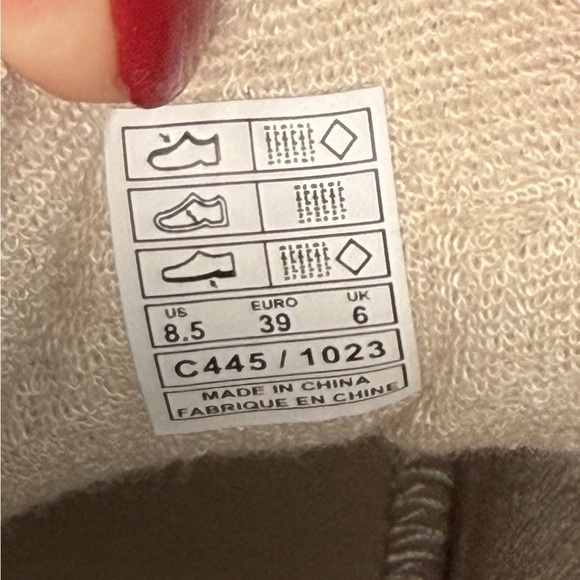 US EURO UK
8.5 39 6
C445 / 1023
MADE IN CHINA
FABRIQUE EN CHINE